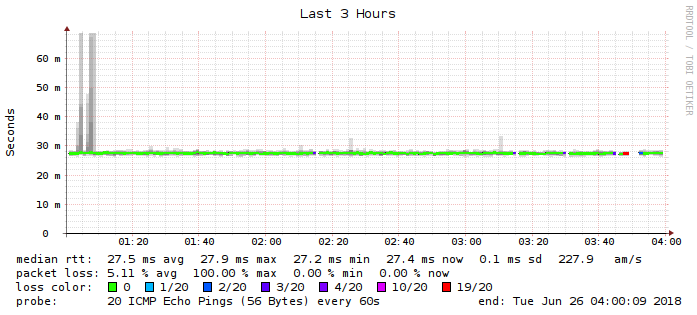 Last 3 Hours
RRDTOOL / TOBI OETIKER
Seconds
60 m
50 m
40 m
30 m
20 m
10 m
0
01:20 01:40 02:00 02:20 02:40 03:00 03:20 03:40 04:00
median rtt: 27.5 ms avg 27.9 ms max 27.2 ms min 27.4 ms now 0.1 ms sd 227.9 am/s
packet loss: 5.11 % avg 100.00 % max 0.00 % min 0.00 % now
loss color: 0 1/20 2/20 3/20 4/20 10/20 19/20
probe: 20 ICMP Echo Pings (56 Bytes) every 60s end: Tue Jun 26 04:00:09 2018